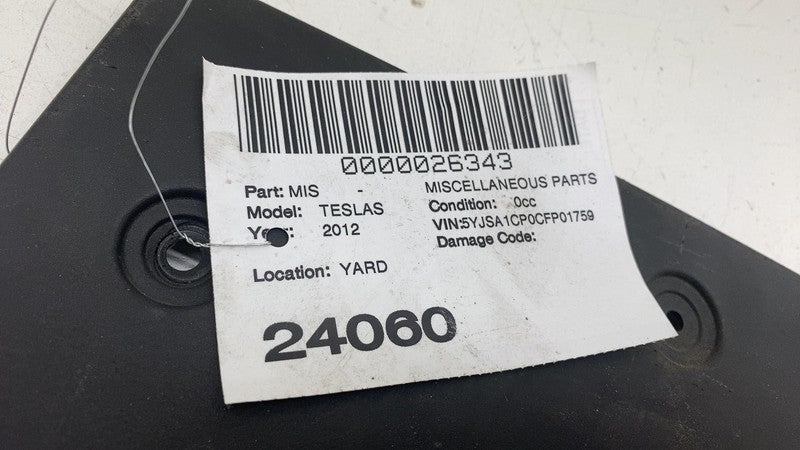 0000026343
Part: MIS - MISCELLANEOUS PARTS
Model: TESLAS Condition: 0cc
2012 VIN:5YJSA1CP0CFP01759
Damage Code:
Location: YARD
24060